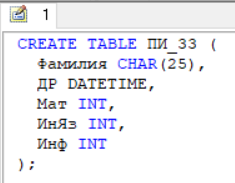 1
CREATE TABLE ПИ_33 (
Фамилия CHAR(25),
ДР DATETIME,
Мат INT,
ИнЯз INT,
Инф INT
);